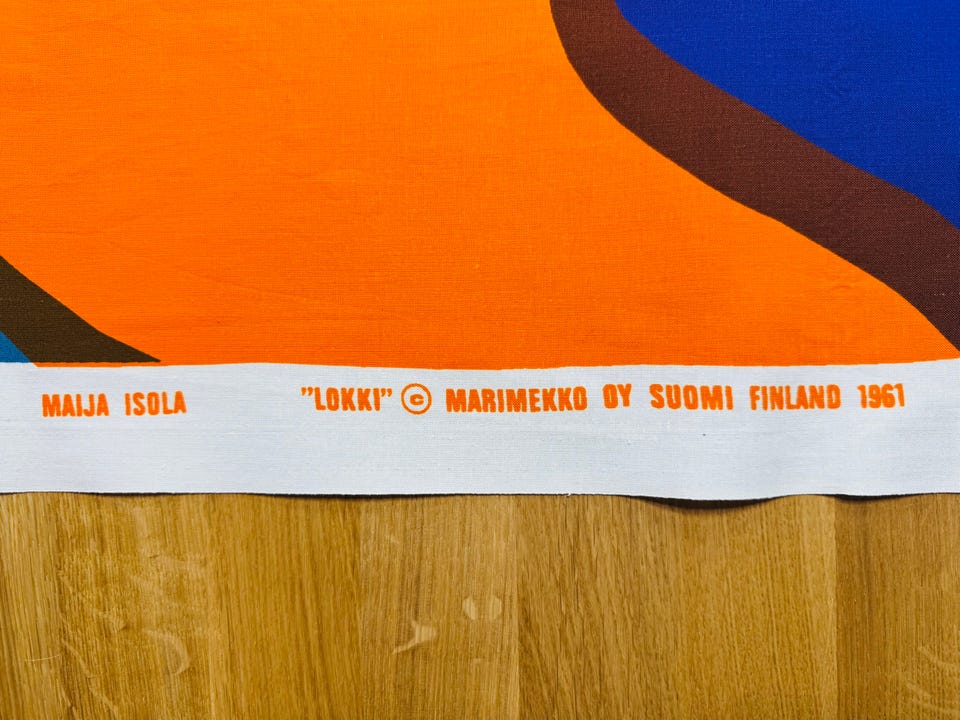 MAIJA ISOLA ”LOKKI” © MARIMEKKO OY SUOMI FINLAND 1961